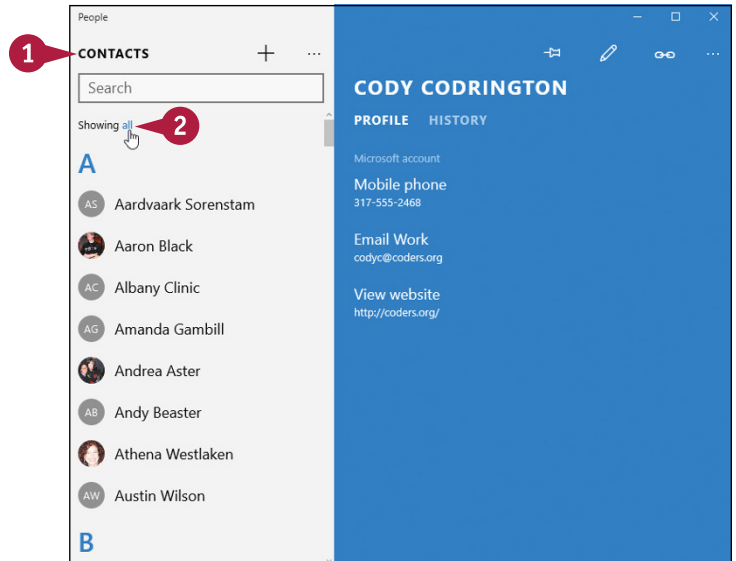 People
1
CONTACTS
Search
Showing all
2
A
AS Aardvaark Sorenstam
Aaron Black
AC Albany Clinic
AG Amanda Gambill
Andrea Aster
AB Andy Beaster
Athena Westlaken
AW Austin Wilson
B
CODY CODRINGTON
PROFILE HISTORY
Microsoft account
Mobile phone
317-555-2468
Email Work
codyc@coders.org
View website
http://coders.org/